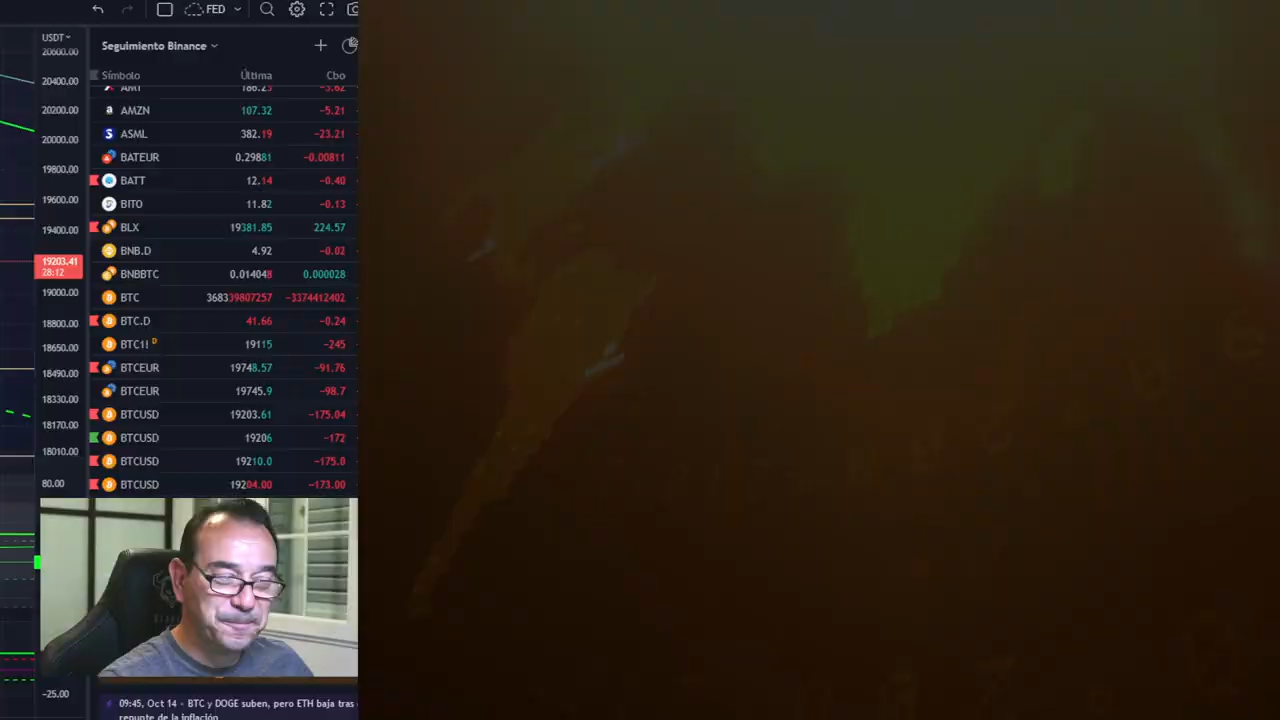 FED
USDT
Seguimiento Binance
Símbolo Última Cbo
20600.00
20400.00
20200.00
20000.00
19800.00
19600.00
19400.00
19203.41
28:12
19000.00
18800.00
18650.00
18490.00
18330.00
18170.00
18010.00
80.00
-25.00
AMT 186.23 -3.62
AMZN 107.32 -5.21
ASML 382.19 -23.21
BATEUR 0.29881 -0.00811
BATT 12.14 -0.40
BITO 11.82 -0.13
BLX 19381.85 224.57
BNB.D 4.92 -0.02
BNBBTC 0.014048 0.000028
BTC 368339807257 -3374412402
BTC.D 41.66 -0.24
BTC1! D 19115 -245
BTCEUR 19748.57 -91.76
BTCEUR 19745.9 -98.7
BTCUSD 19203.61 -175.04
BTCUSD 19206 -172
BTCUSD 19210.0 -175.0
BTCUSD 19204.00 -173.00
09:45, Oct 14 • BTC y DOGE suben, pero ETH baja tras
repunte de la inflación